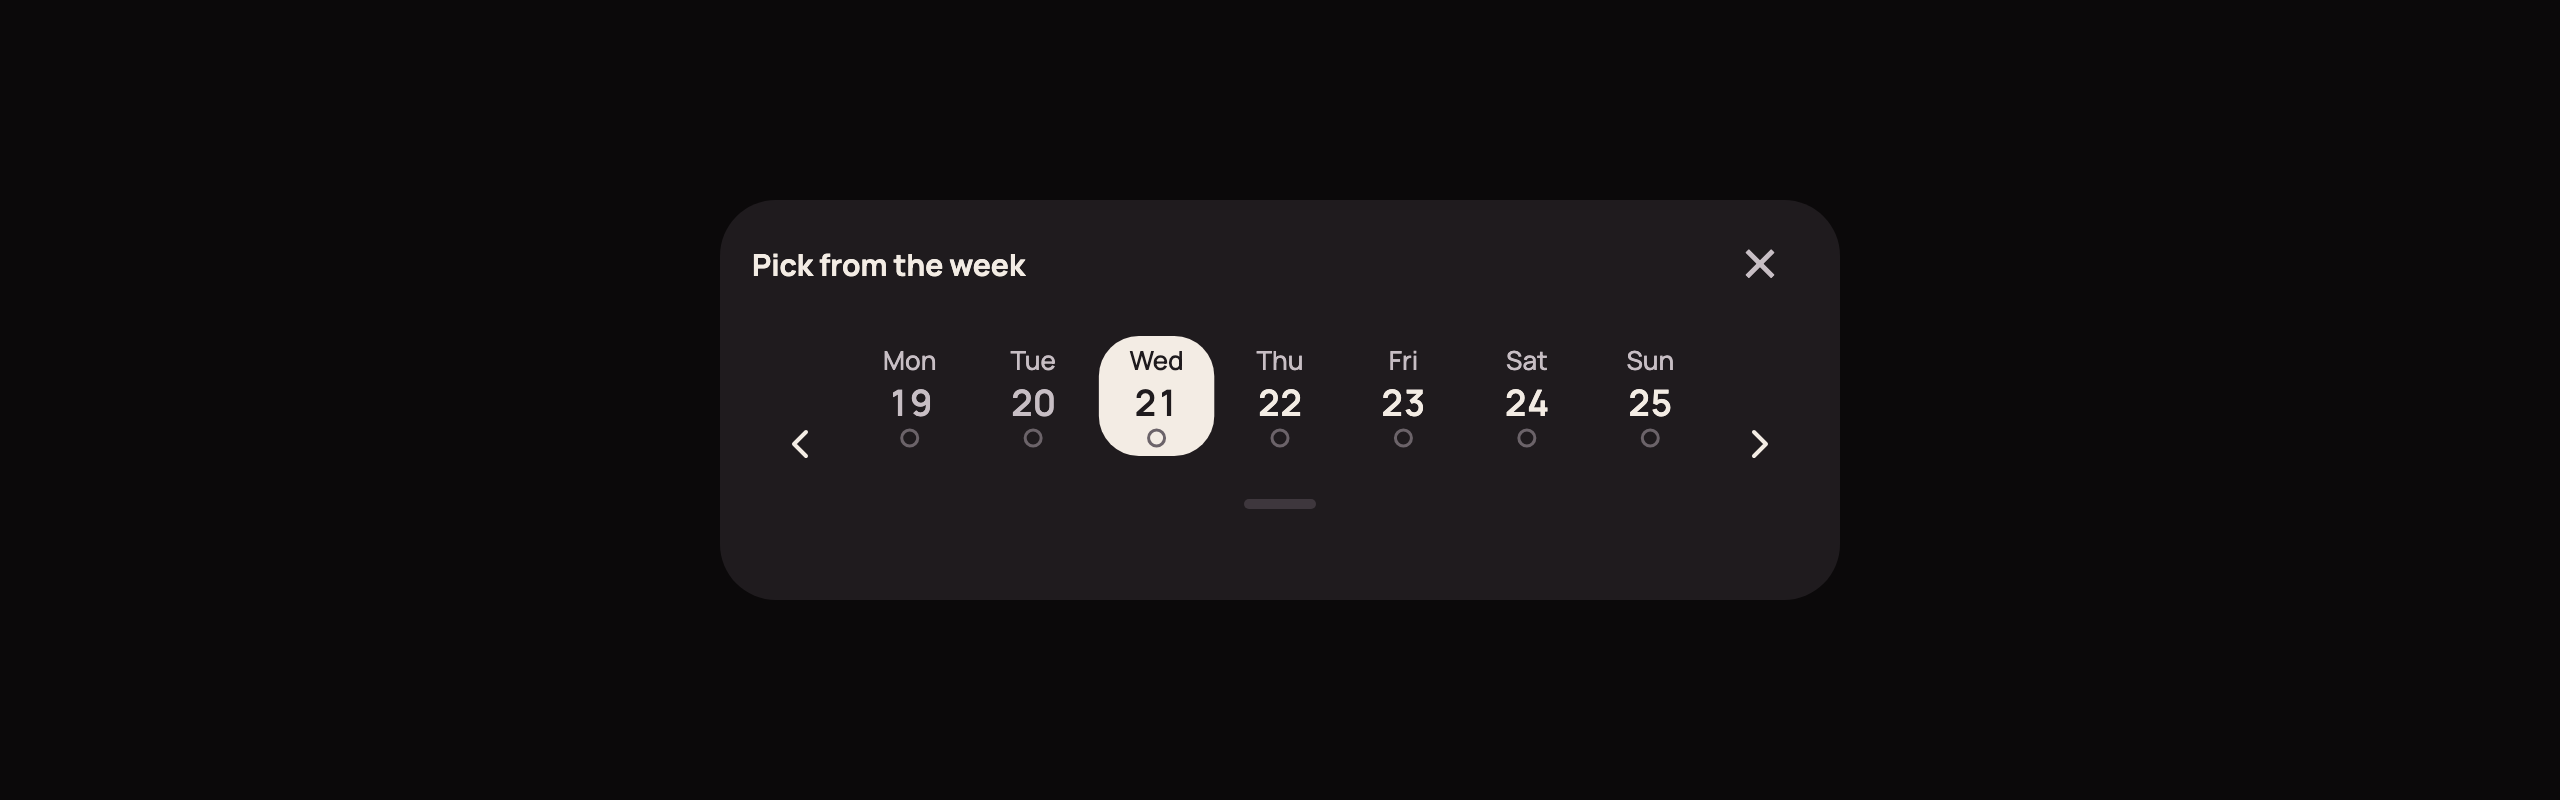 Pick from the week
Mon Tue Wed Thu Fri Sat Sun
19 20 21 22 23 24 25